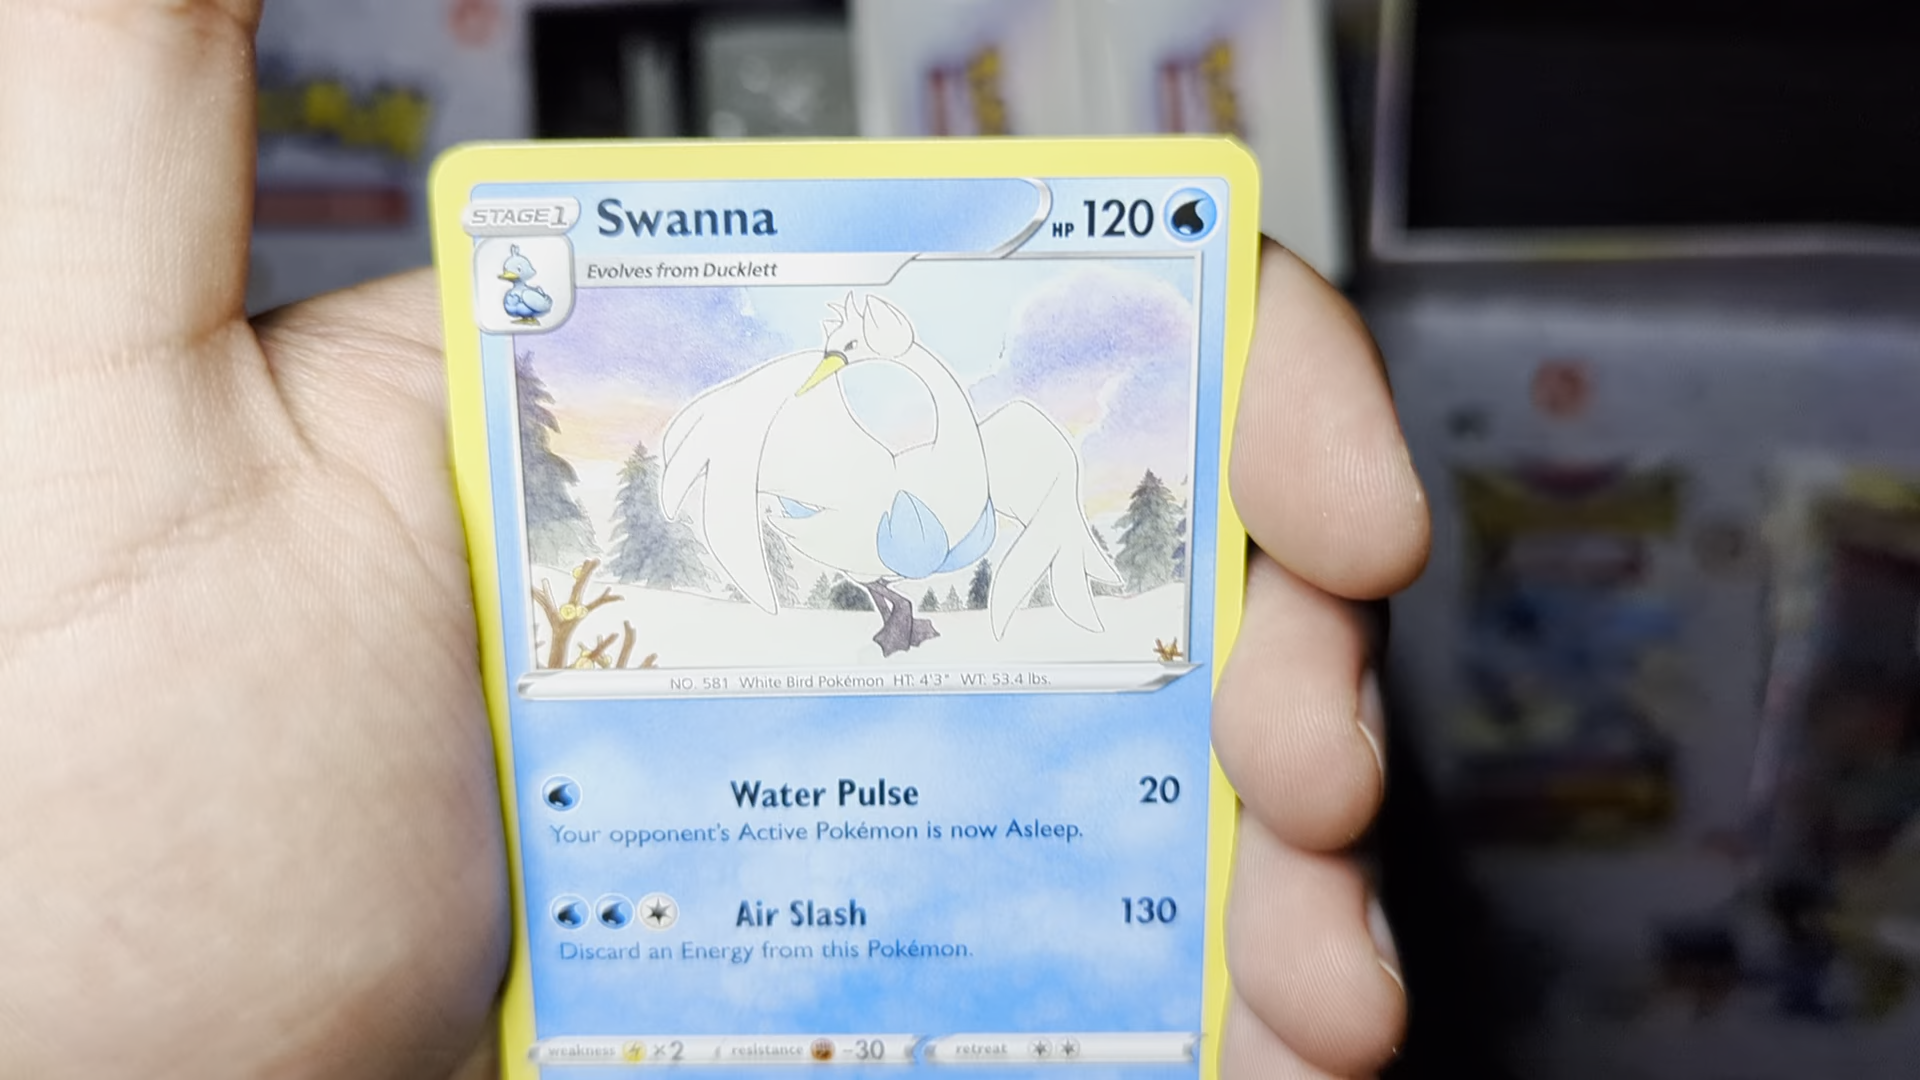 STAGE 1 Swanna HP 120
Evolves from Ducklett
NO. 581 White Bird Pokémon HT: 4'3" WT: 53.4 lbs.
Water Pulse 20
Your opponent's Active Pokémon is now Asleep.
Air Slash 130
Discard an Energy from this Pokémon.
weakness ×2 resistance -30 retreat